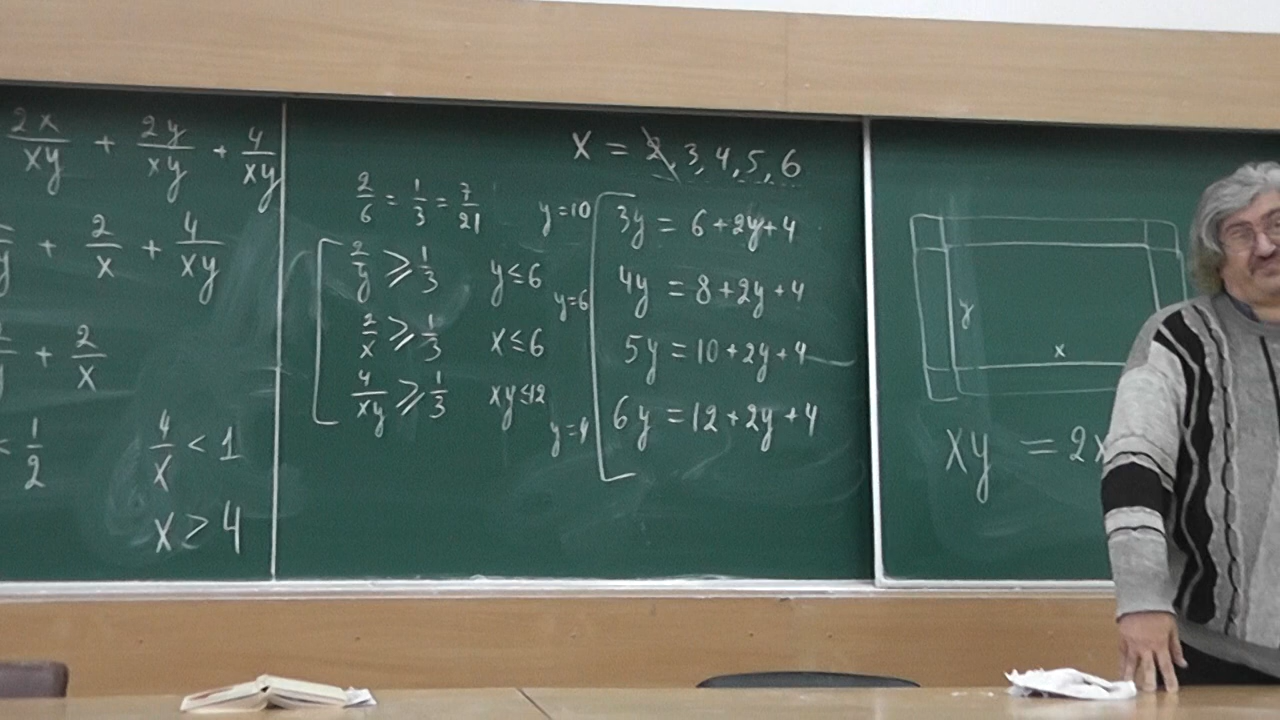 2x/xy + 2y/xy + 4/xy
+ 2/x + 4/xy
+ 2/x
< 1/2
4/x < 1
x > 4
x = 2, 3, 4, 5, 6
2/6 = 1/3 = 7/21
2/y ⩾ 1/3 y ≤ 6
2/x ⩾ 1/3 x ≤ 6
4/xy ⩾ 1/3 xy ≤ 12
y=10 3y = 6+2y+4
y=6 4y = 8+2y+4
5y = 10+2y+4
y=4 6y = 12+2y+4
y
x
xy = 2x